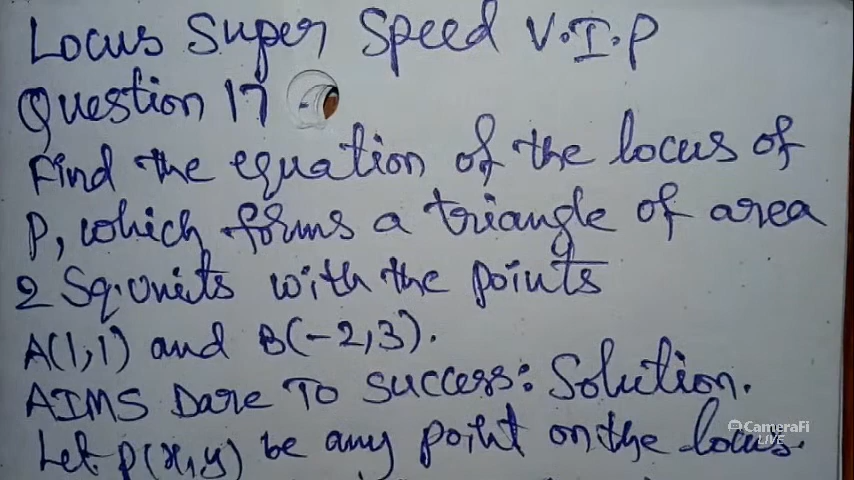 Locus Super Speed V.I.P
Question 17
Find the equation of the locus of
P, which forms a triangle of area
2 Sq.units with the points
A(1,1) and B(-2,3).
AIMS Dare To success: Solution.
Let P(x,y) be any point on the locus.
CameraFi
LIVE